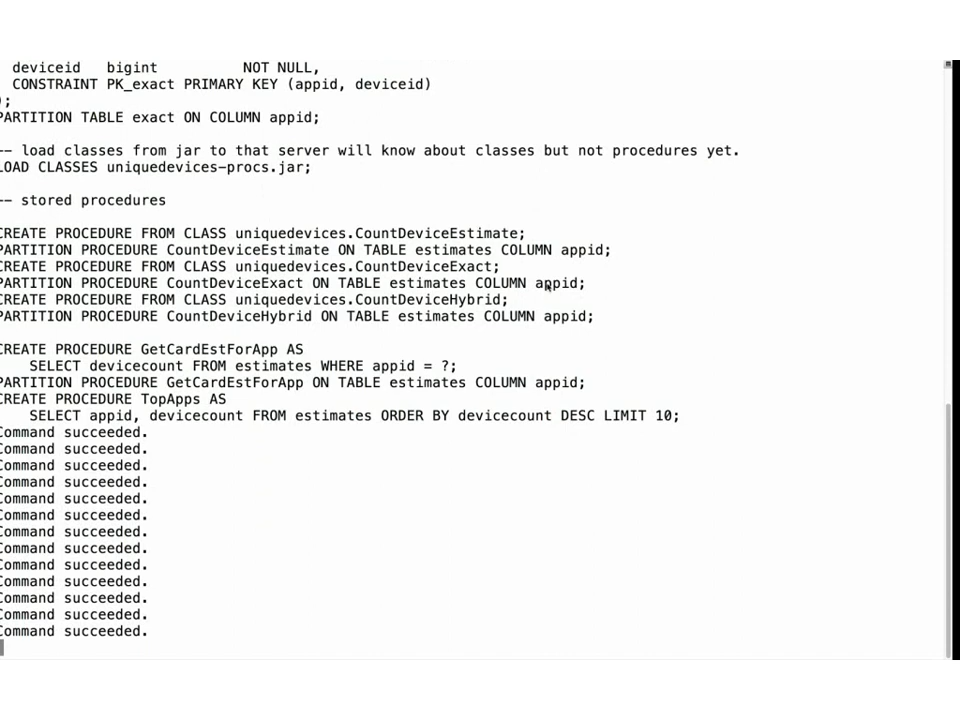 deviceid bigint NOT NULL,
CONSTRAINT PK_exact PRIMARY KEY (appid, deviceid)
);
PARTITION TABLE exact ON COLUMN appid;
-- load classes from jar to that server will know about classes but not procedures yet.
LOAD CLASSES uniquedevices-procs.jar;
-- stored procedures
CREATE PROCEDURE FROM CLASS uniquedevices.CountDeviceEstimate;
PARTITION PROCEDURE CountDeviceEstimate ON TABLE estimates COLUMN appid;
CREATE PROCEDURE FROM CLASS uniquedevices.CountDeviceExact;
PARTITION PROCEDURE CountDeviceExact ON TABLE estimates COLUMN appid;
CREATE PROCEDURE FROM CLASS uniquedevices.CountDeviceHybrid;
PARTITION PROCEDURE CountDeviceHybrid ON TABLE estimates COLUMN appid;
CREATE PROCEDURE GetCardEstForApp AS
SELECT devicecount FROM estimates WHERE appid = ?;
PARTITION PROCEDURE GetCardEstForApp ON TABLE estimates COLUMN appid;
CREATE PROCEDURE TopApps AS
SELECT appid, devicecount FROM estimates ORDER BY devicecount DESC LIMIT 10;
Command succeeded.
Command succeeded.
Command succeeded.
Command succeeded.
Command succeeded.
Command succeeded.
Command succeeded.
Command succeeded.
Command succeeded.
Command succeeded.
Command succeeded.
Command succeeded.
Command succeeded.